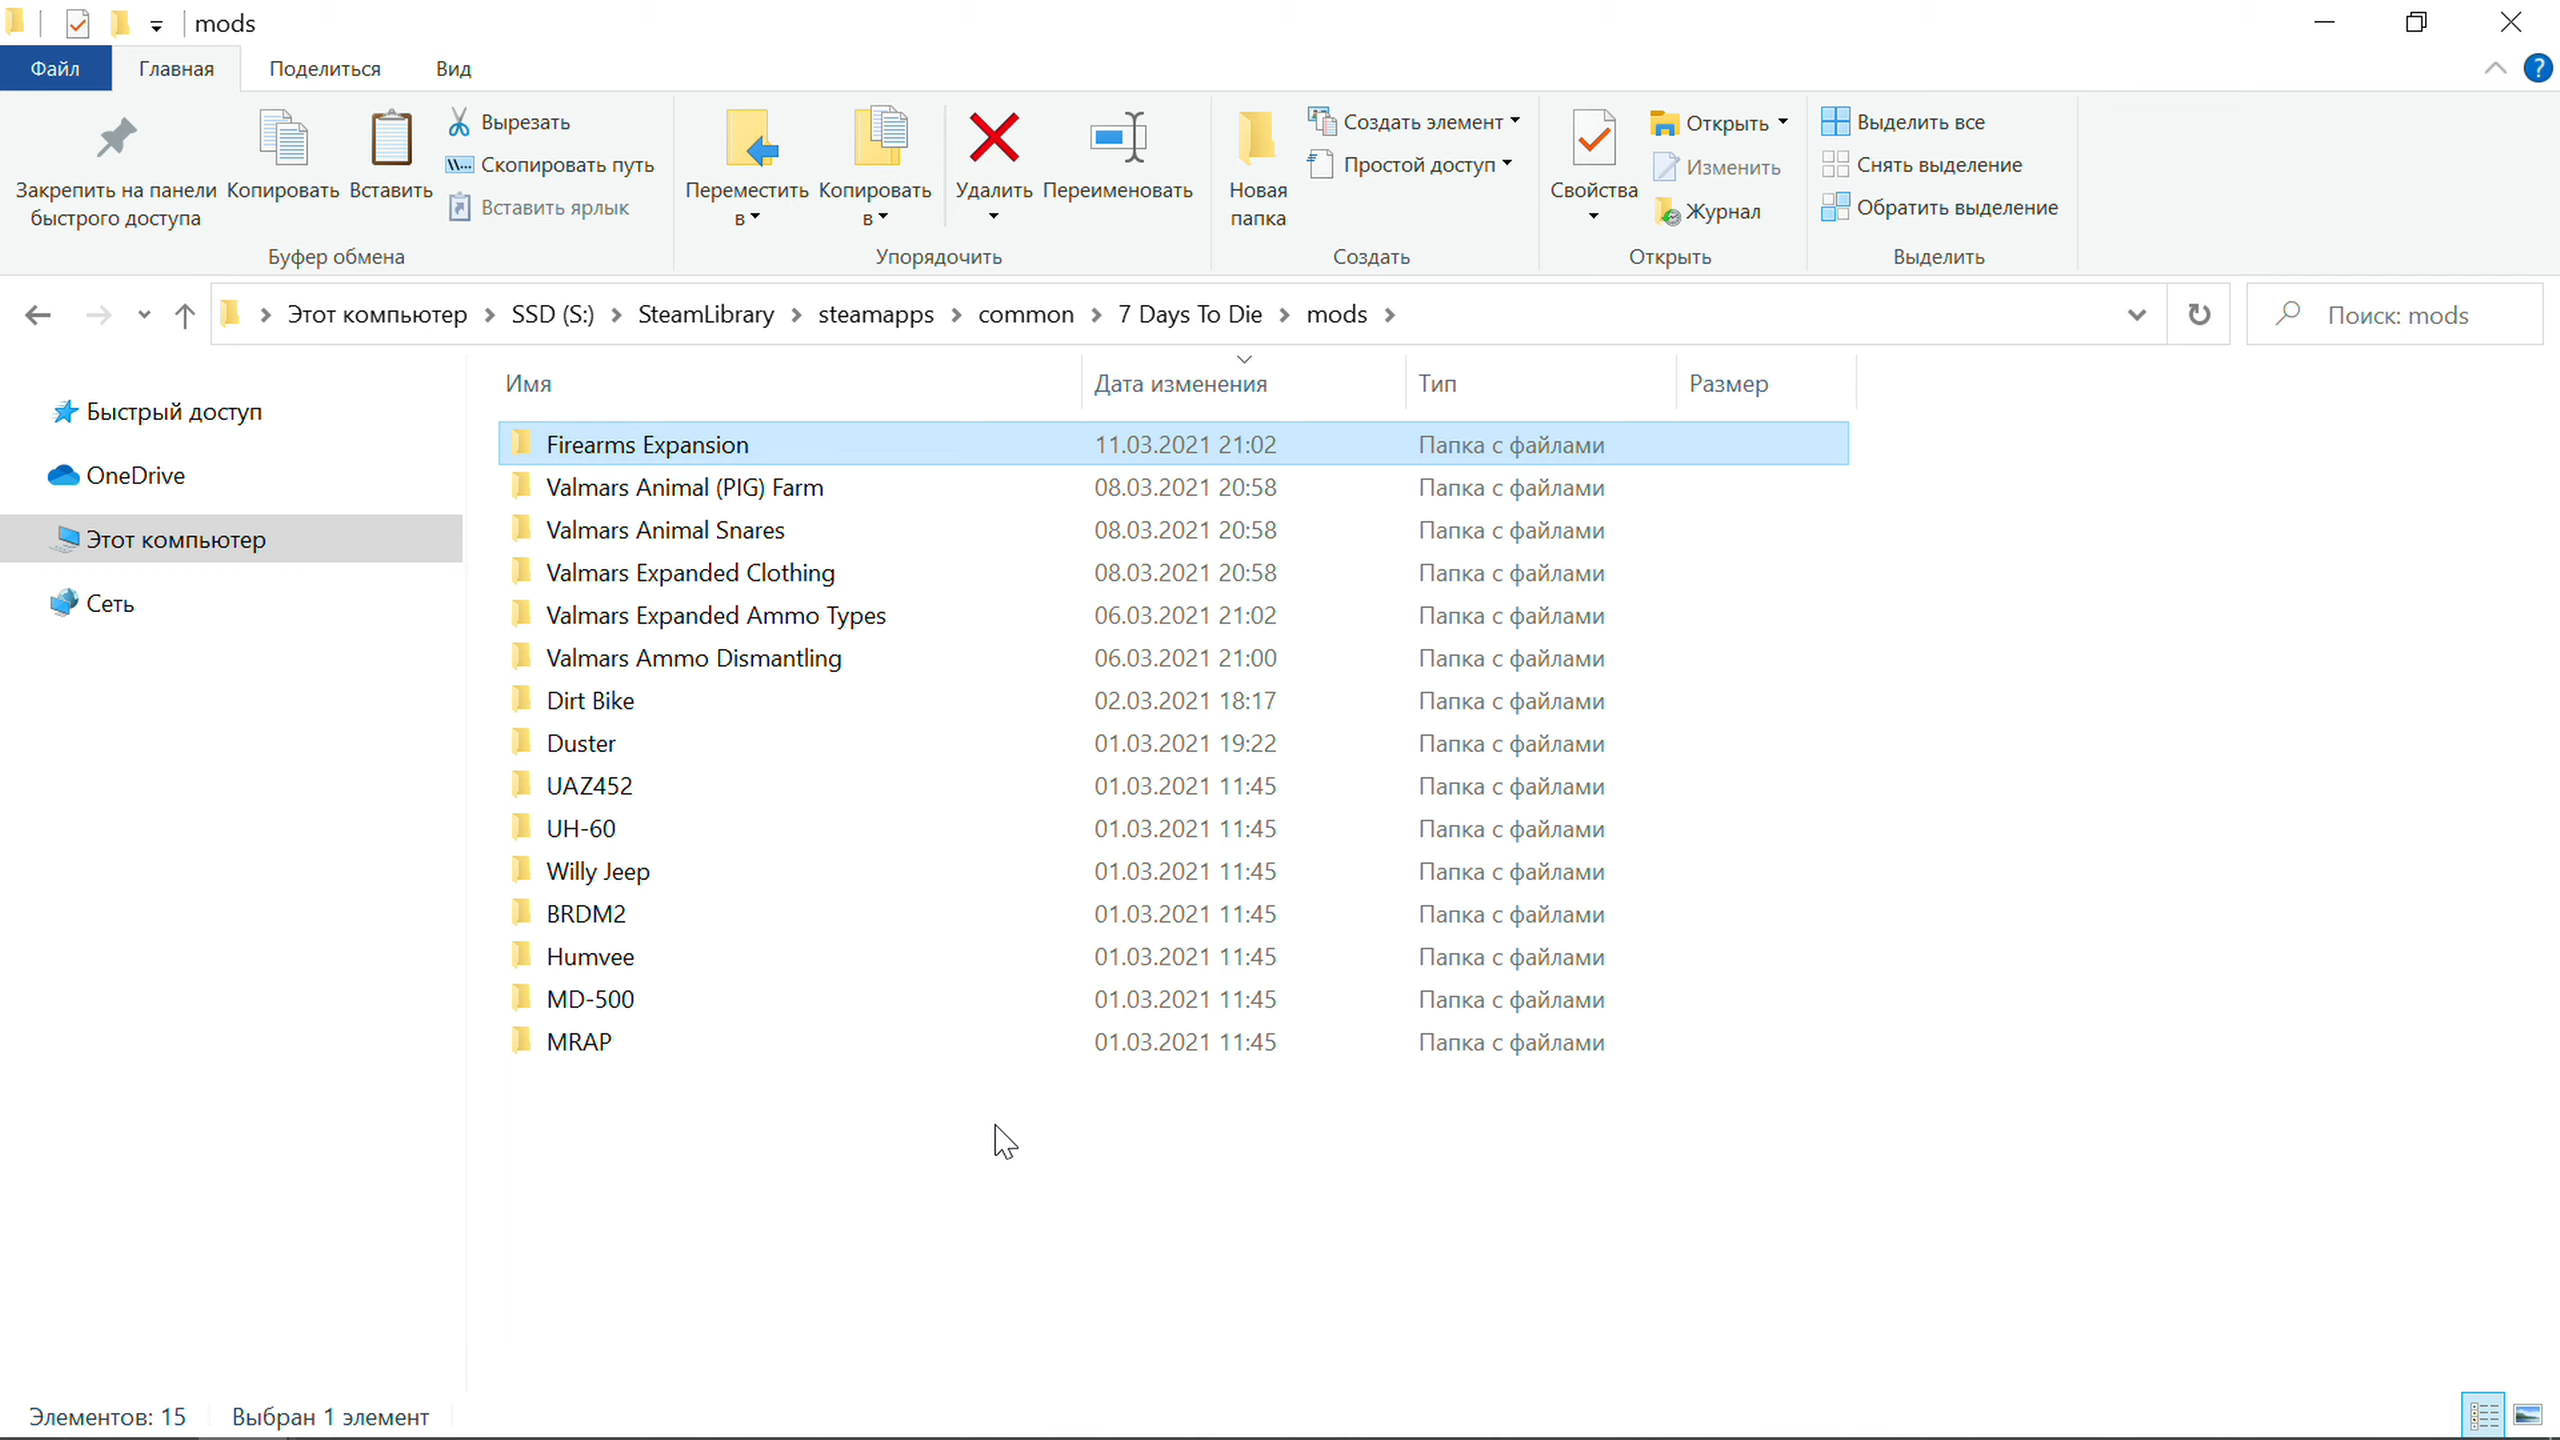 mods
Файл Главная Поделиться Вид
Закрепить на панели быстрого доступа
Копировать
Вставить
Вырезать
Скопировать путь
Вставить ярлык
Буфер обмена
Переместить в
Копировать в
Удалить
Переименовать
Упорядочить
Новая папка
Создать элемент
Простой доступ
Создать
Свойства
Открыть
Изменить
Журнал
Открыть
Выделить все
Снять выделение
Обратить выделение
Выделить
Этот компьютер SSD (S:) SteamLibrary steamapps common 7 Days To Die mods
Поиск: mods
Быстрый доступ
OneDrive
Этот компьютер
Сеть
Имя Дата изменения Тип Размер
Firearms Expansion 11.03.2021 21:02 Папка с файлами
Valmars Animal (PIG) Farm 08.03.2021 20:58 Папка с файлами
Valmars Animal Snares 08.03.2021 20:58 Папка с файлами
Valmars Expanded Clothing 08.03.2021 20:58 Папка с файлами
Valmars Expanded Ammo Types 06.03.2021 21:02 Папка с файлами
Valmars Ammo Dismantling 06.03.2021 21:00 Папка с файлами
Dirt Bike 02.03.2021 18:17 Папка с файлами
Duster 01.03.2021 19:22 Папка с файлами
UAZ452 01.03.2021 11:45 Папка с файлами
UH-60 01.03.2021 11:45 Папка с файлами
Willy Jeep 01.03.2021 11:45 Папка с файлами
BRDM2 01.03.2021 11:45 Папка с файлами
Humvee 01.03.2021 11:45 Папка с файлами
MD-500 01.03.2021 11:45 Папка с файлами
MRAP 01.03.2021 11:45 Папка с файлами
Элементов: 15 Выбран 1 элемент